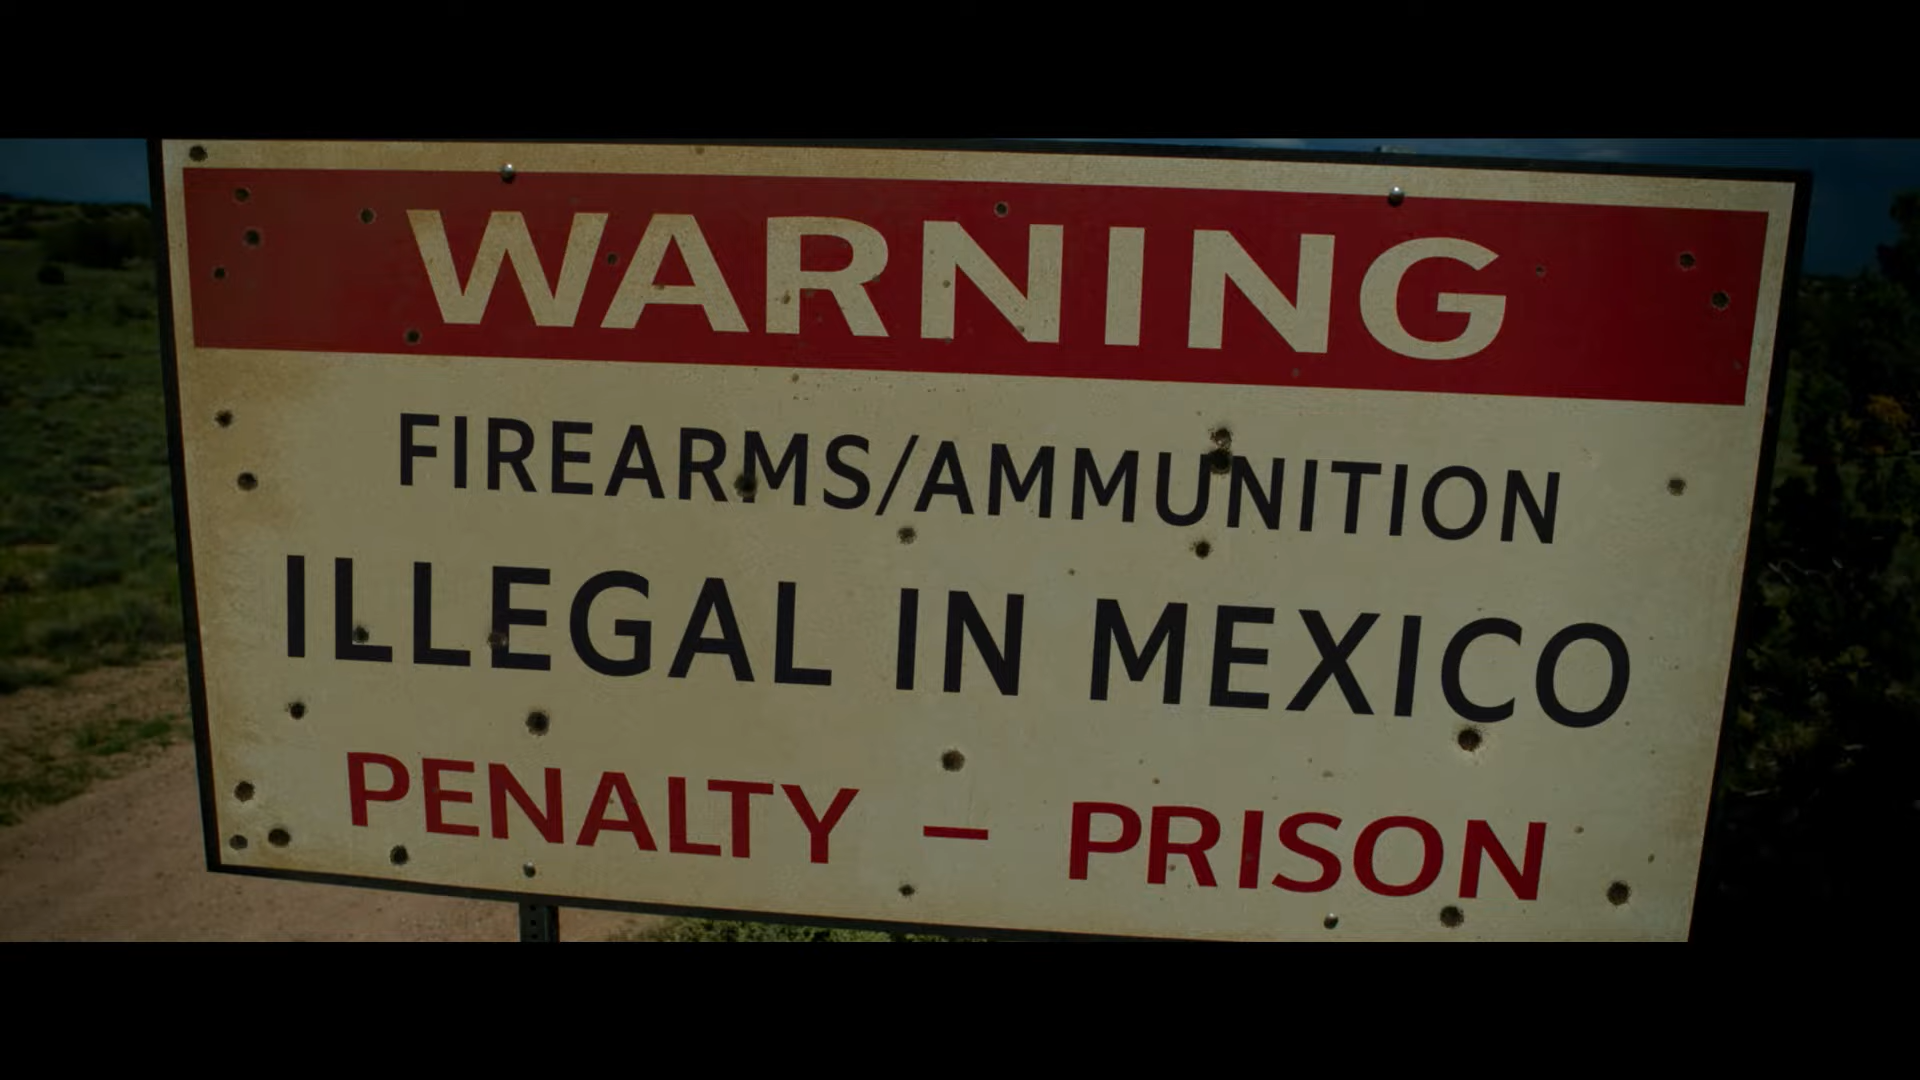 WARNING
FIREARMS/AMMUNITION
ILLEGAL IN MEXICO
PENALTY – PRISON